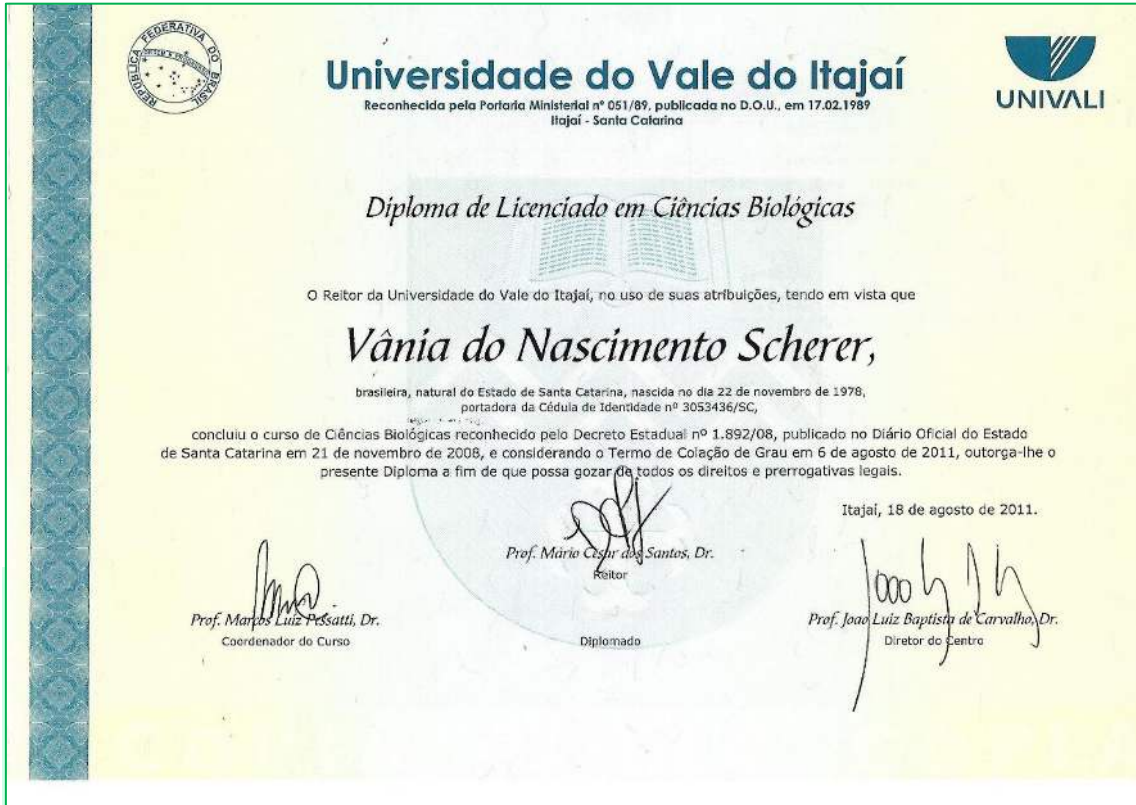 REPÚBLICA FEDERATIVA DO BRASIL
Universidade do Vale do Itajaí
Reconhecida pela Portaria Ministerial nº 051/89, publicada no D.O.U., em 17.02.1989
Itajaí - Santa Catarina
UNIVALI
Diploma de Licenciado em Ciências Biológicas
O Reitor da Universidade do Vale do Itajaí, no uso de suas atribuições, tendo em vista que
Vânia do Nascimento Scherer,
brasileira, natural do Estado de Santa Catarina, nascida no dia 22 de novembro de 1978,
portadora da Cédula de Identidade nº 3053436/SC,
concluiu o curso de Ciências Biológicas reconhecido pelo Decreto Estadual nº 1.892/08, publicado no Diário Oficial do Estado
de Santa Catarina em 21 de novembro de 2008, e considerando o Termo de Colação de Grau em 6 de agosto de 2011, outorga-lhe o
presente Diploma a fim de que possa gozar de todos os direitos e prerrogativas legais.
Itajaí, 18 de agosto de 2011.
Prof. Mário Cesar dos Santos, Dr.
Reitor
Prof. Marcos Luiz Pessatti, Dr.
Coordenador do Curso
Diplomado
Prof. Joao Luiz Baptista de Carvalho, Dr.
Diretor do Centro